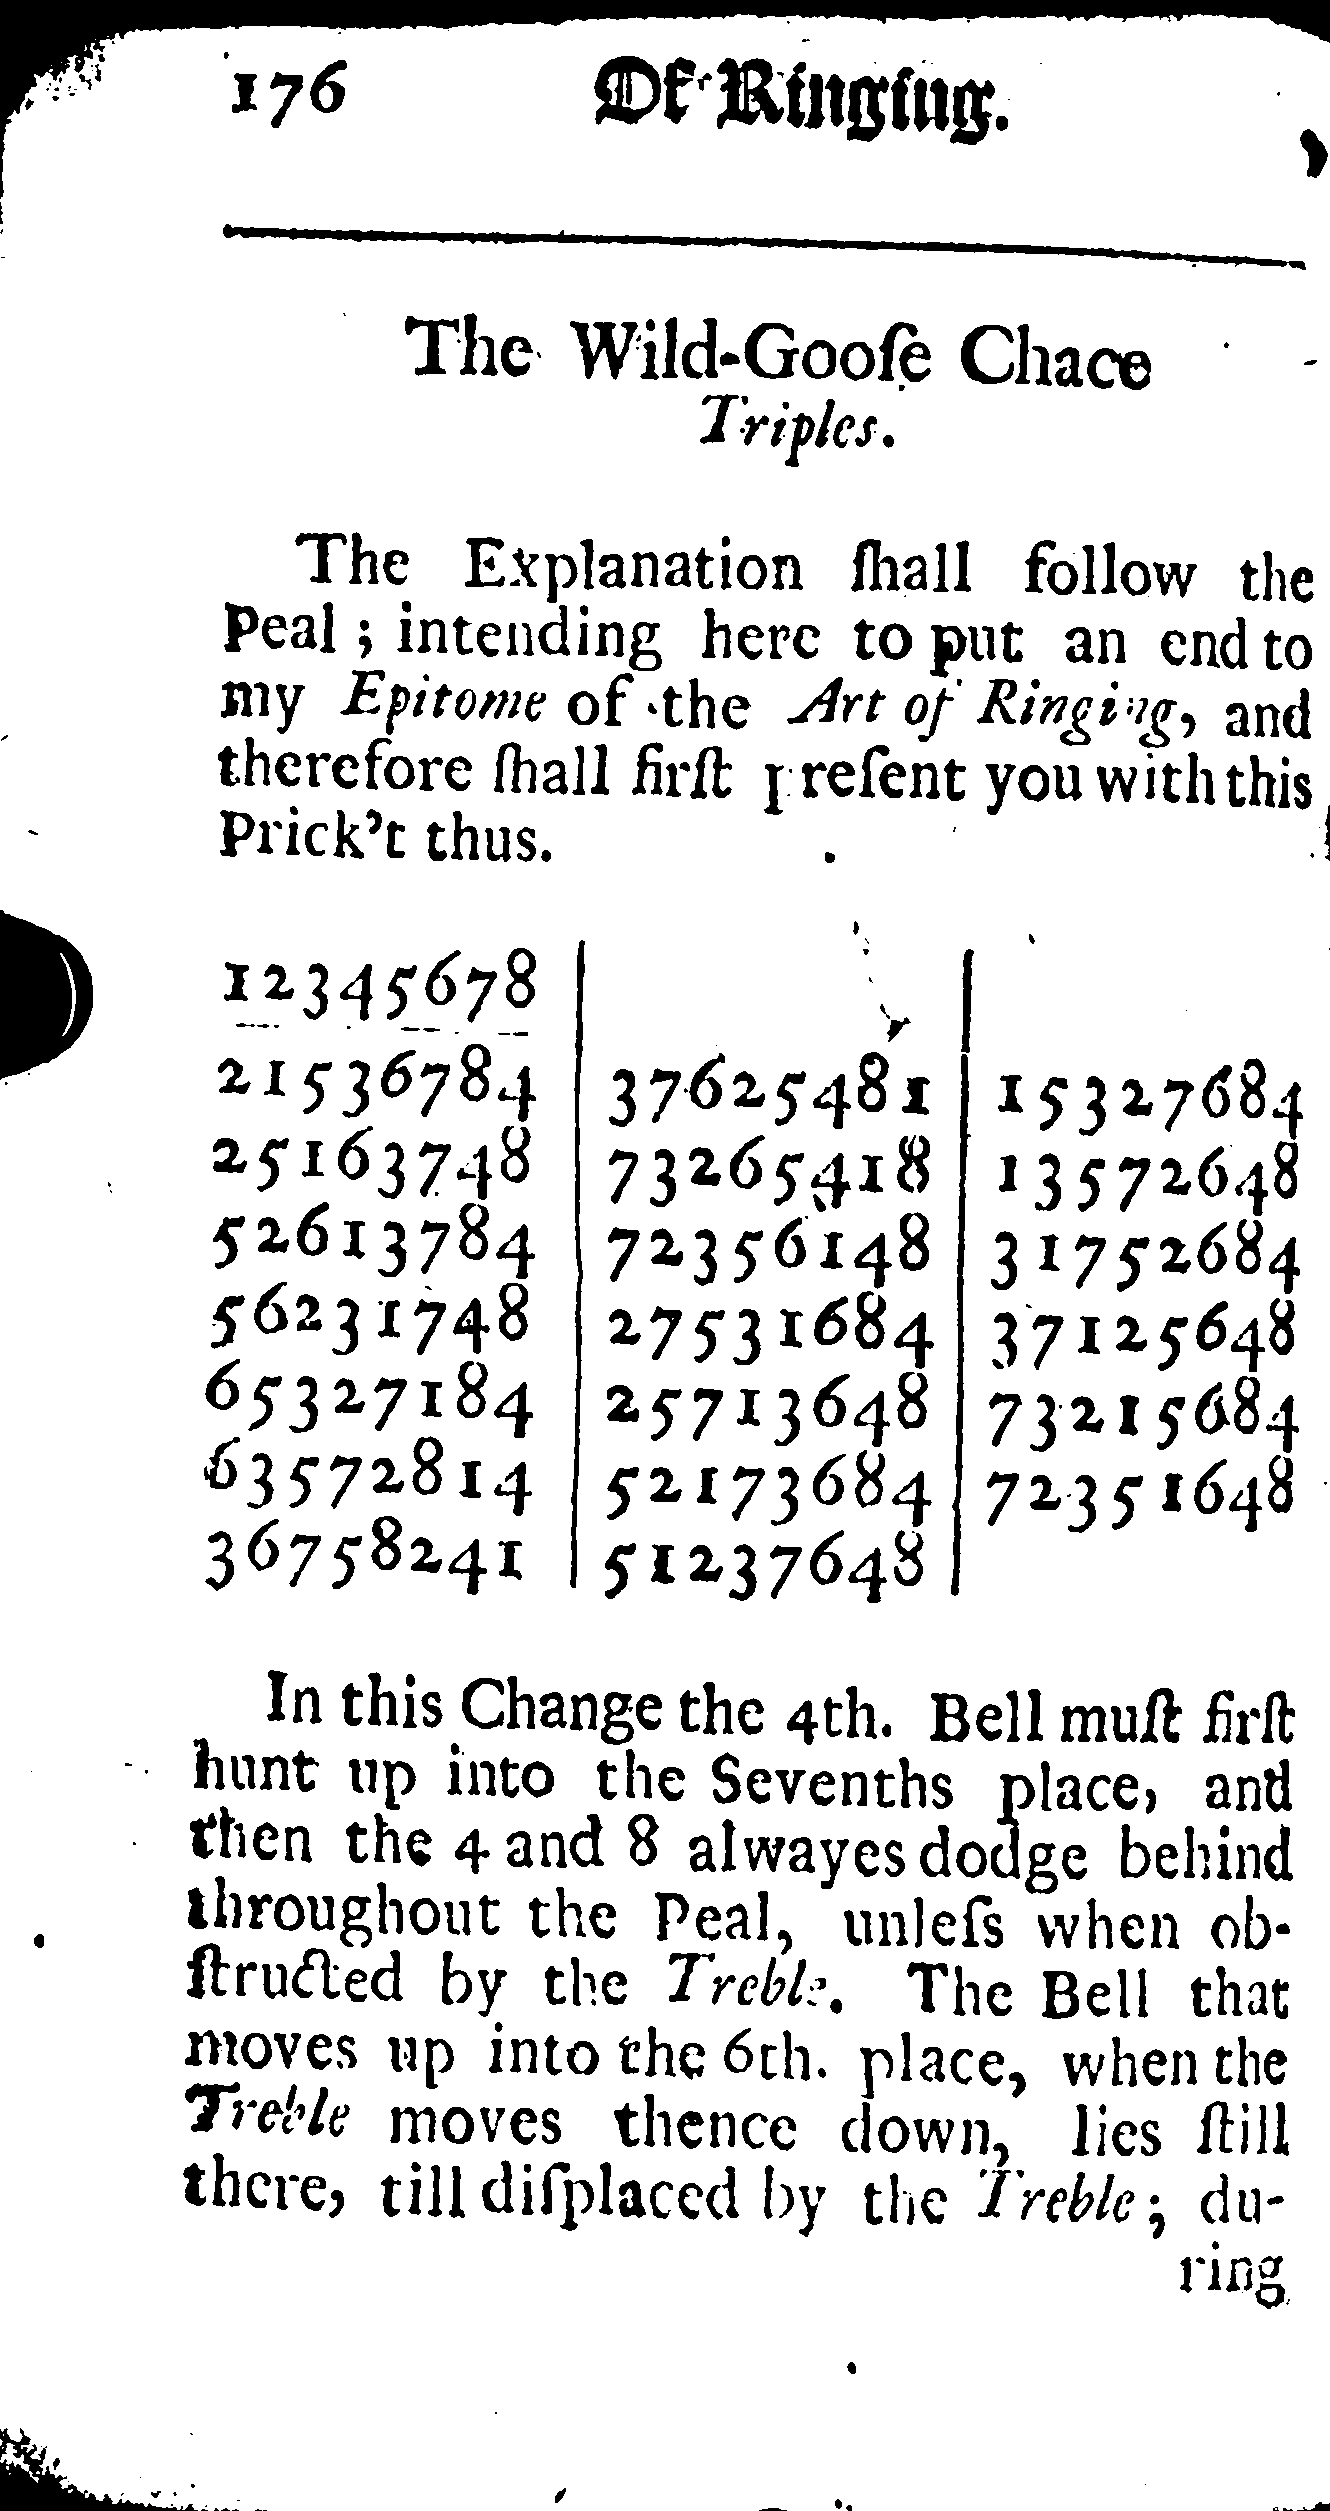 176 Of Ringing.
The Wild-Gooſe Chace
Triples.
The Explanation ſhall follow the
Peal ; intending here to put an end to
my Epitome of the Art of Ringing, and
therefore ſhall firſt preſent you with this
Prick't thus.
12345678
21536784
25163748
52613784
56231748
65327184
63572814
36758241
37625481
73265418
72356148
27531684
25713648
52173684
51237648
15327684
13572648
31752684
37125648
73215684
72351648
In this Change the 4th. Bell muſt firſt
hunt up into the Sevenths place, and
then the 4 and 8 alwayes dodge behind
throughout the Peal, unleſs when ob-
ſtructed by the Treble. The Bell that
moves up into the 6th. place, when the
Treble moves thence down, lies ſtill
there, till diſplaced by the Treble ; du-
ring